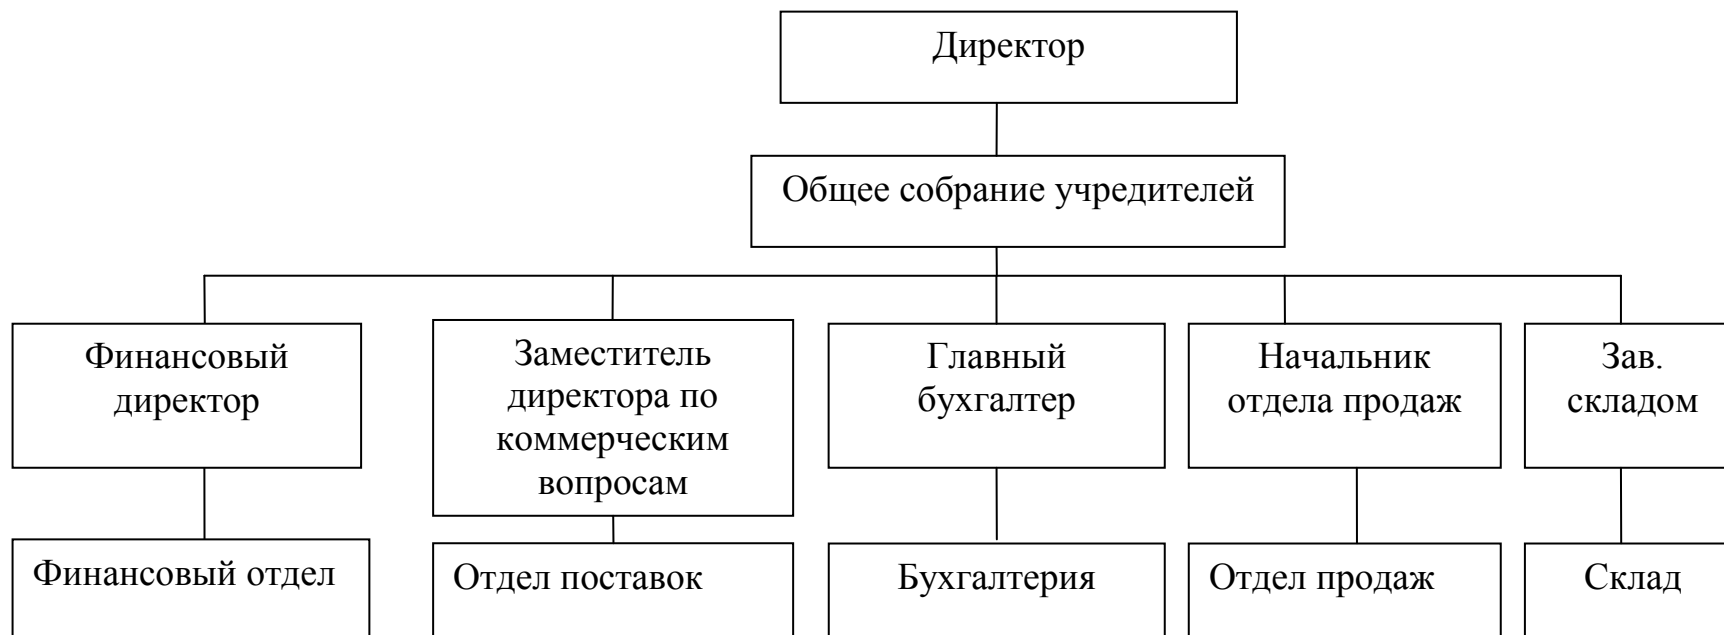 Директор
Общее собрание учредителей
Финансовый
директор
Заместитель
директора по
коммерческим
вопросам
Главный
бухгалтер
Начальник
отдела продаж
Зав.
складом
Финансовый отдел
Отдел поставок
Бухгалтерия
Отдел продаж
Склад